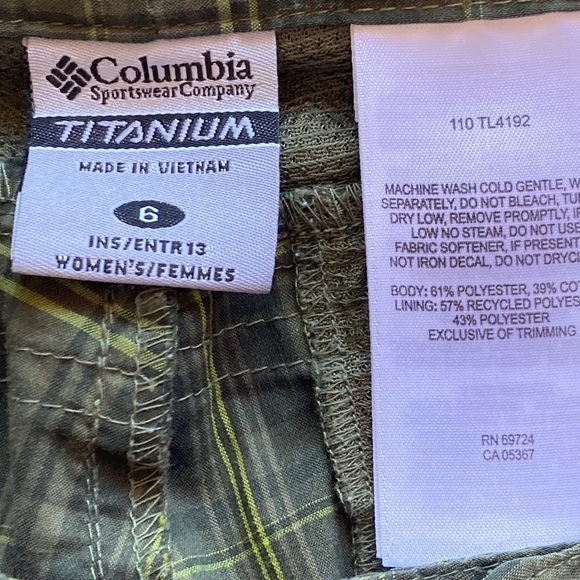 Columbia
Sportswear Company
TITANIUM
MADE IN VIETNAM
6
INS/ENTR 13
WOMEN'S/FEMMES
110 TL4192
MACHINE WASH COLD GENTLE, W
SEPARATELY, DO NOT BLEACH, TUM
DRY LOW, REMOVE PROMPTLY, IF
LOW NO STEAM, DO NOT USE
FABRIC SOFTENER, IF PRESENT
NOT IRON DECAL, DO NOT DRYCL
BODY: 61% POLYESTER, 39% COT
LINING: 57% RECYCLED POLYES
43% POLYESTER
EXCLUSIVE OF TRIMMING
RN 69724
CA 05367